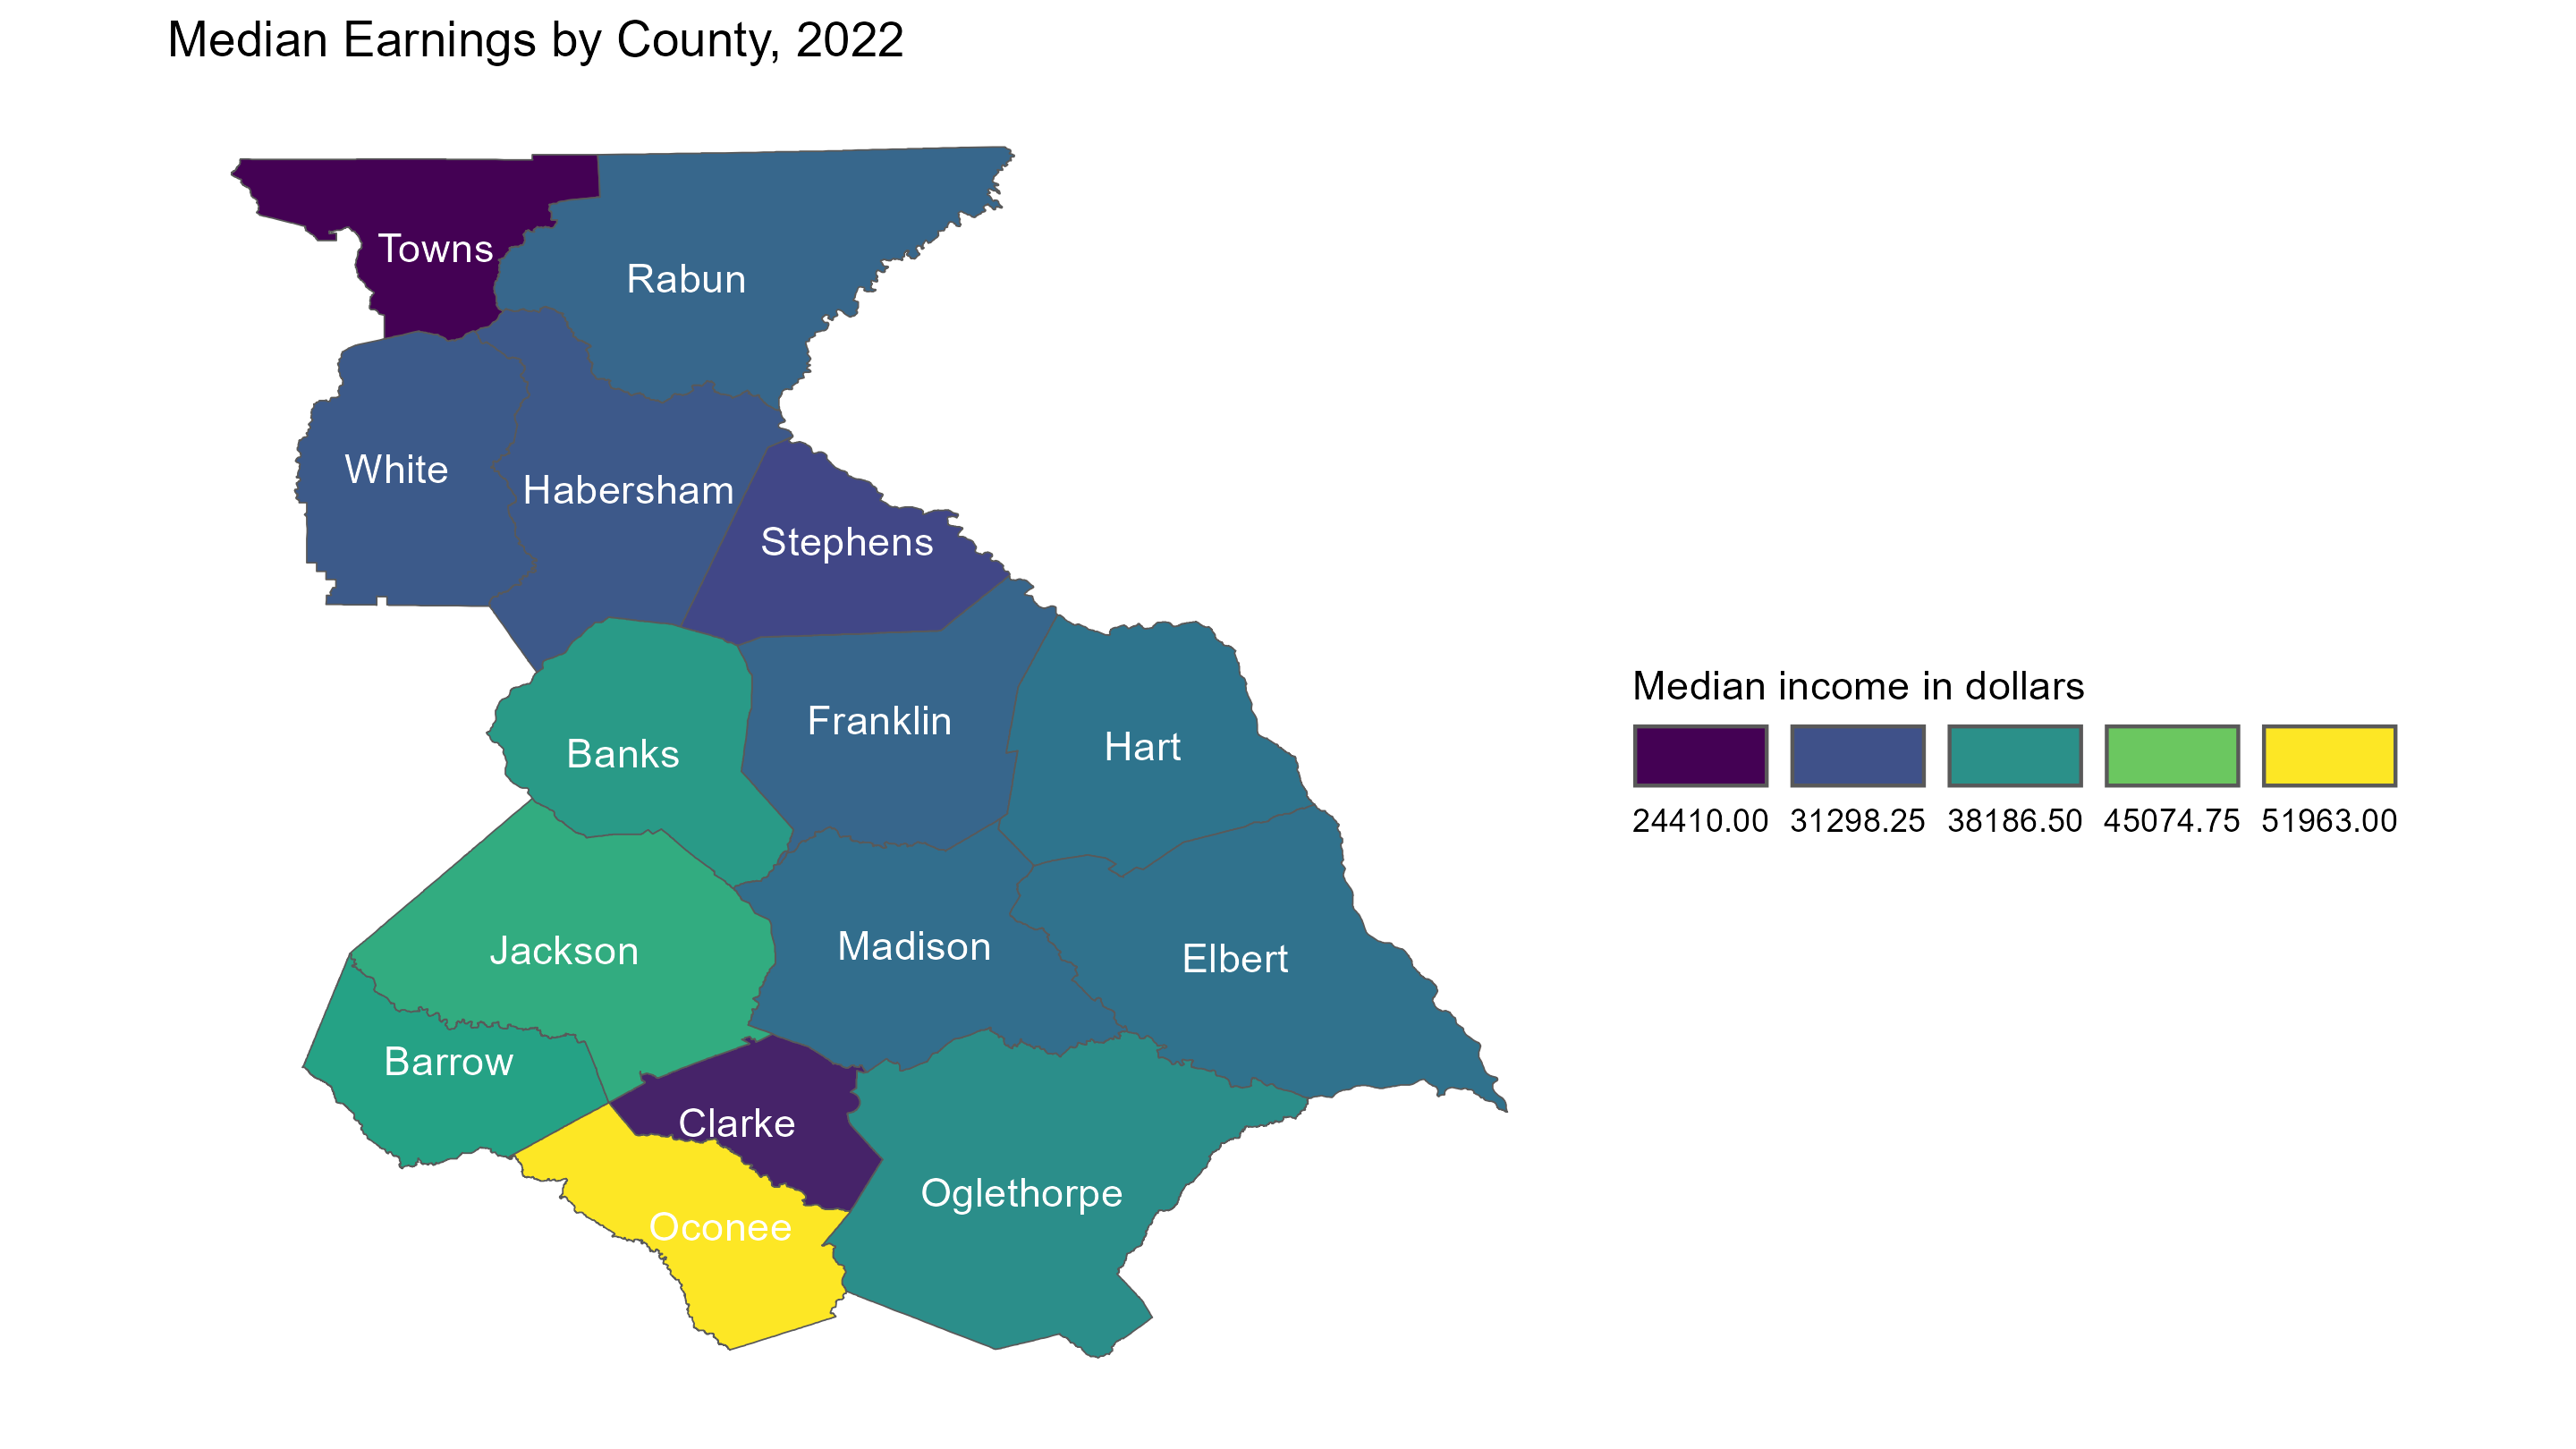 Median Earnings by County, 2022
Towns
Rabun
White
Habersham
Stephens
Franklin
Hart
Banks
Jackson
Madison
Elbert
Barrow
Clarke
Oglethorpe
Oconee
Median income in dollars
24410.00 31298.25 38186.50 45074.75 51963.00